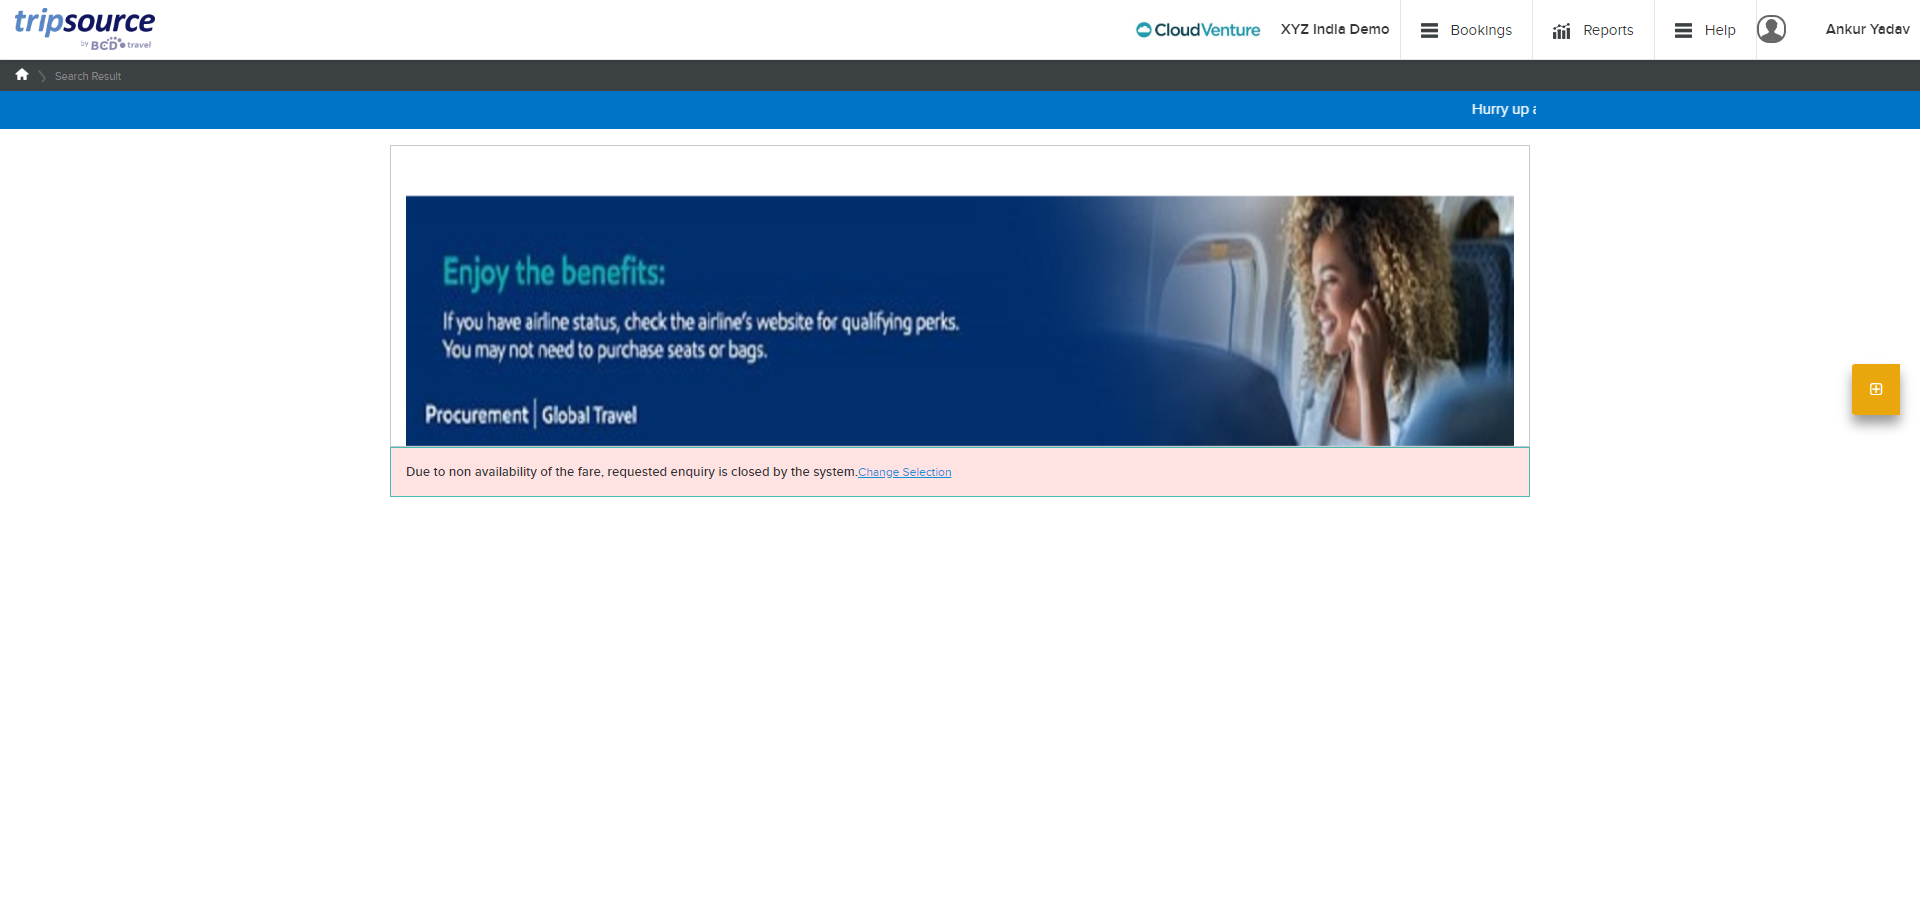 tripsource
by BCD travel
CloudVenture
XYZ India Demo
Bookings
Reports
Help
Ankur Yadav
Search Result
Hurry up
Enjoy the benefits:
If you have airline status, check the airline's website for qualifying perks.
You may not need to purchase seats or bags.
Procurement | Global Travel
Due to non availability of the fare, requested enquiry is closed by the system.Change Selection